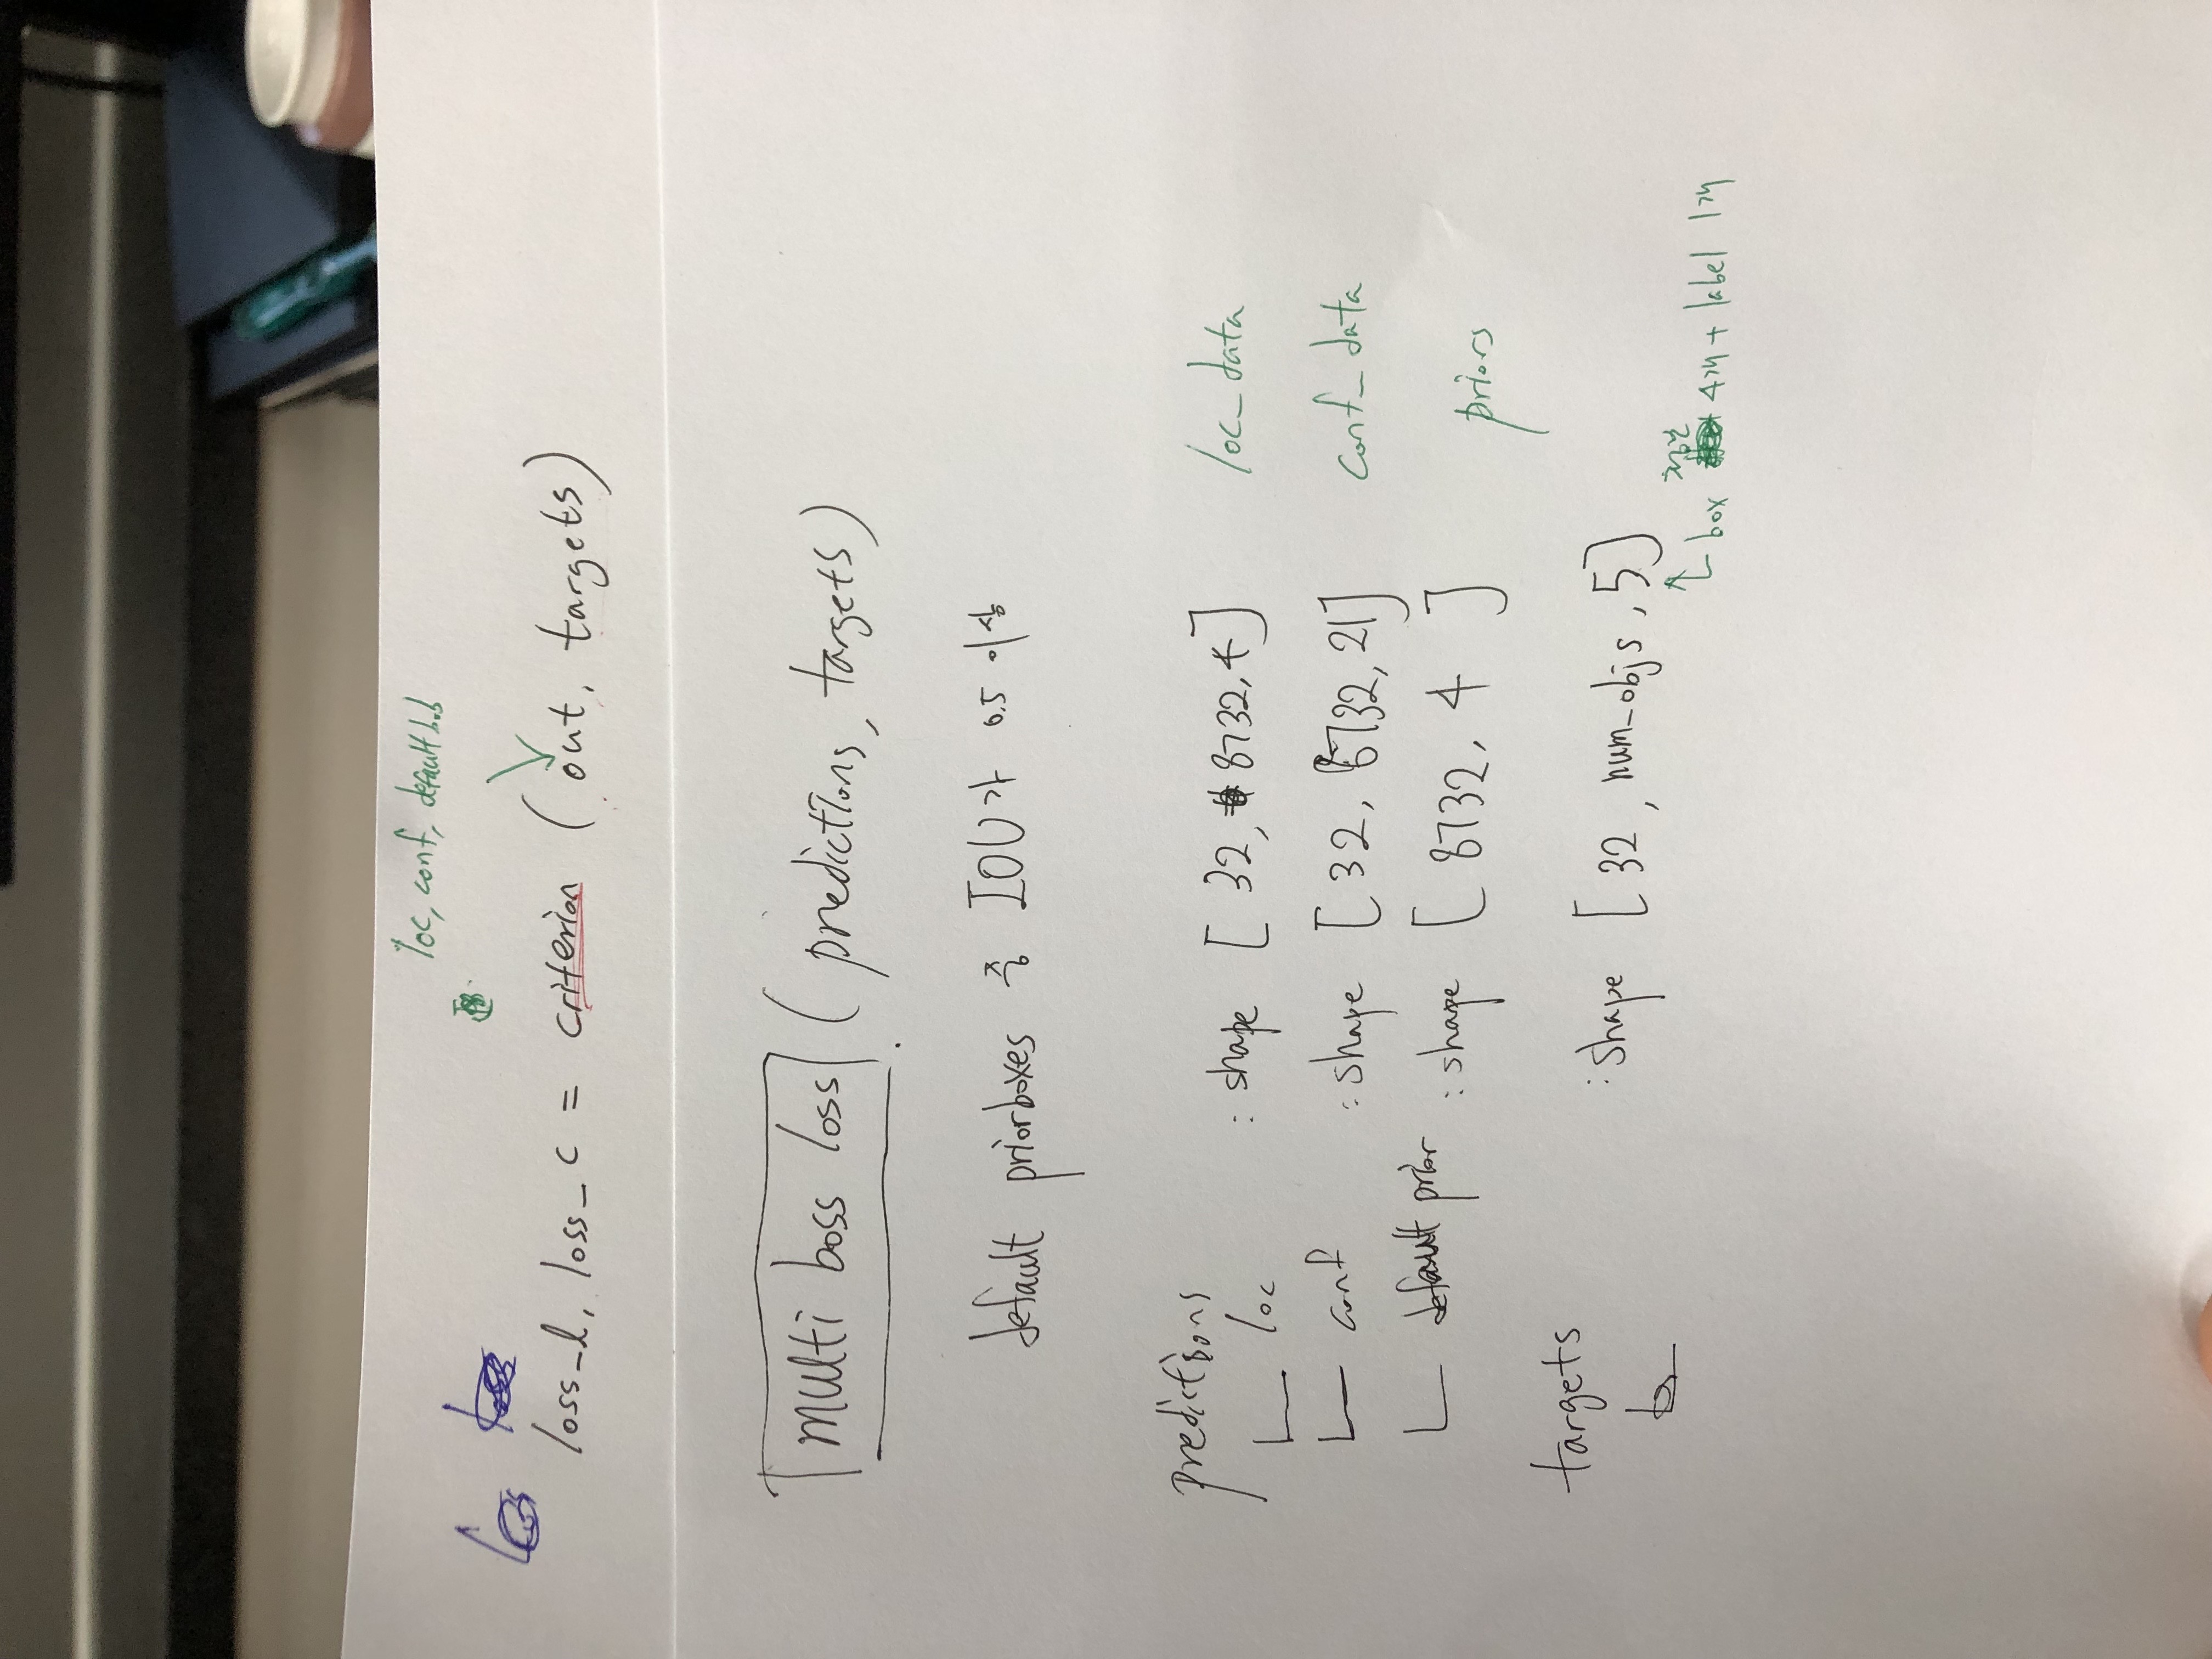 loc, conf, default b.b
loss_l, loss_c = criterion (out, targets)
multi boss loss (predictions, targets)
default priorboxes 중 IOU가 0.5 이상
predictions
loc : shape [32, 8732, 4] loc_data
conf : shape [32, 8732, 21] conf_data
default prior : shape [8732, 4] priors
targets : shape [32, num_objs, 5]
box 좌표 4개 + label 1개